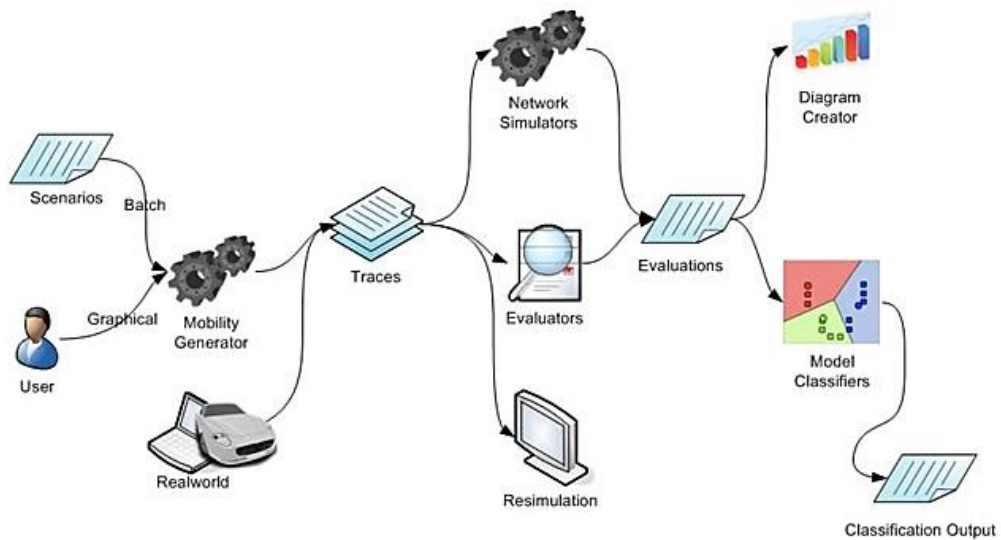 Network
Simulators
Diagram
Creator
Scenarios
Batch
Traces
Evaluations
Graphical
Mobility
Generator
Evaluators
User
Model
Classifiers
Realworld
Resimulation
Classification Output